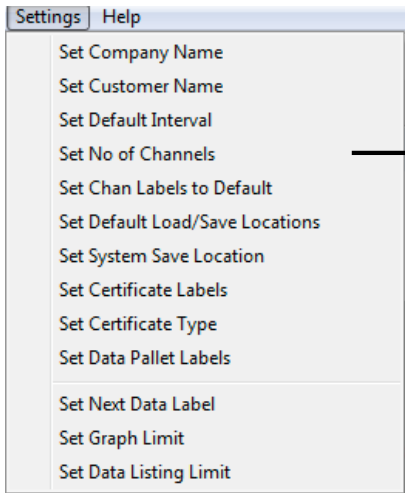 Settings Help
Set Company Name
Set Customer Name
Set Default Interval
Set No of Channels
Set Chan Labels to Default
Set Default Load/Save Locations
Set System Save Location
Set Certificate Labels
Set Certificate Type
Set Data Pallet Labels
Set Next Data Label
Set Graph Limit
Set Data Listing Limit